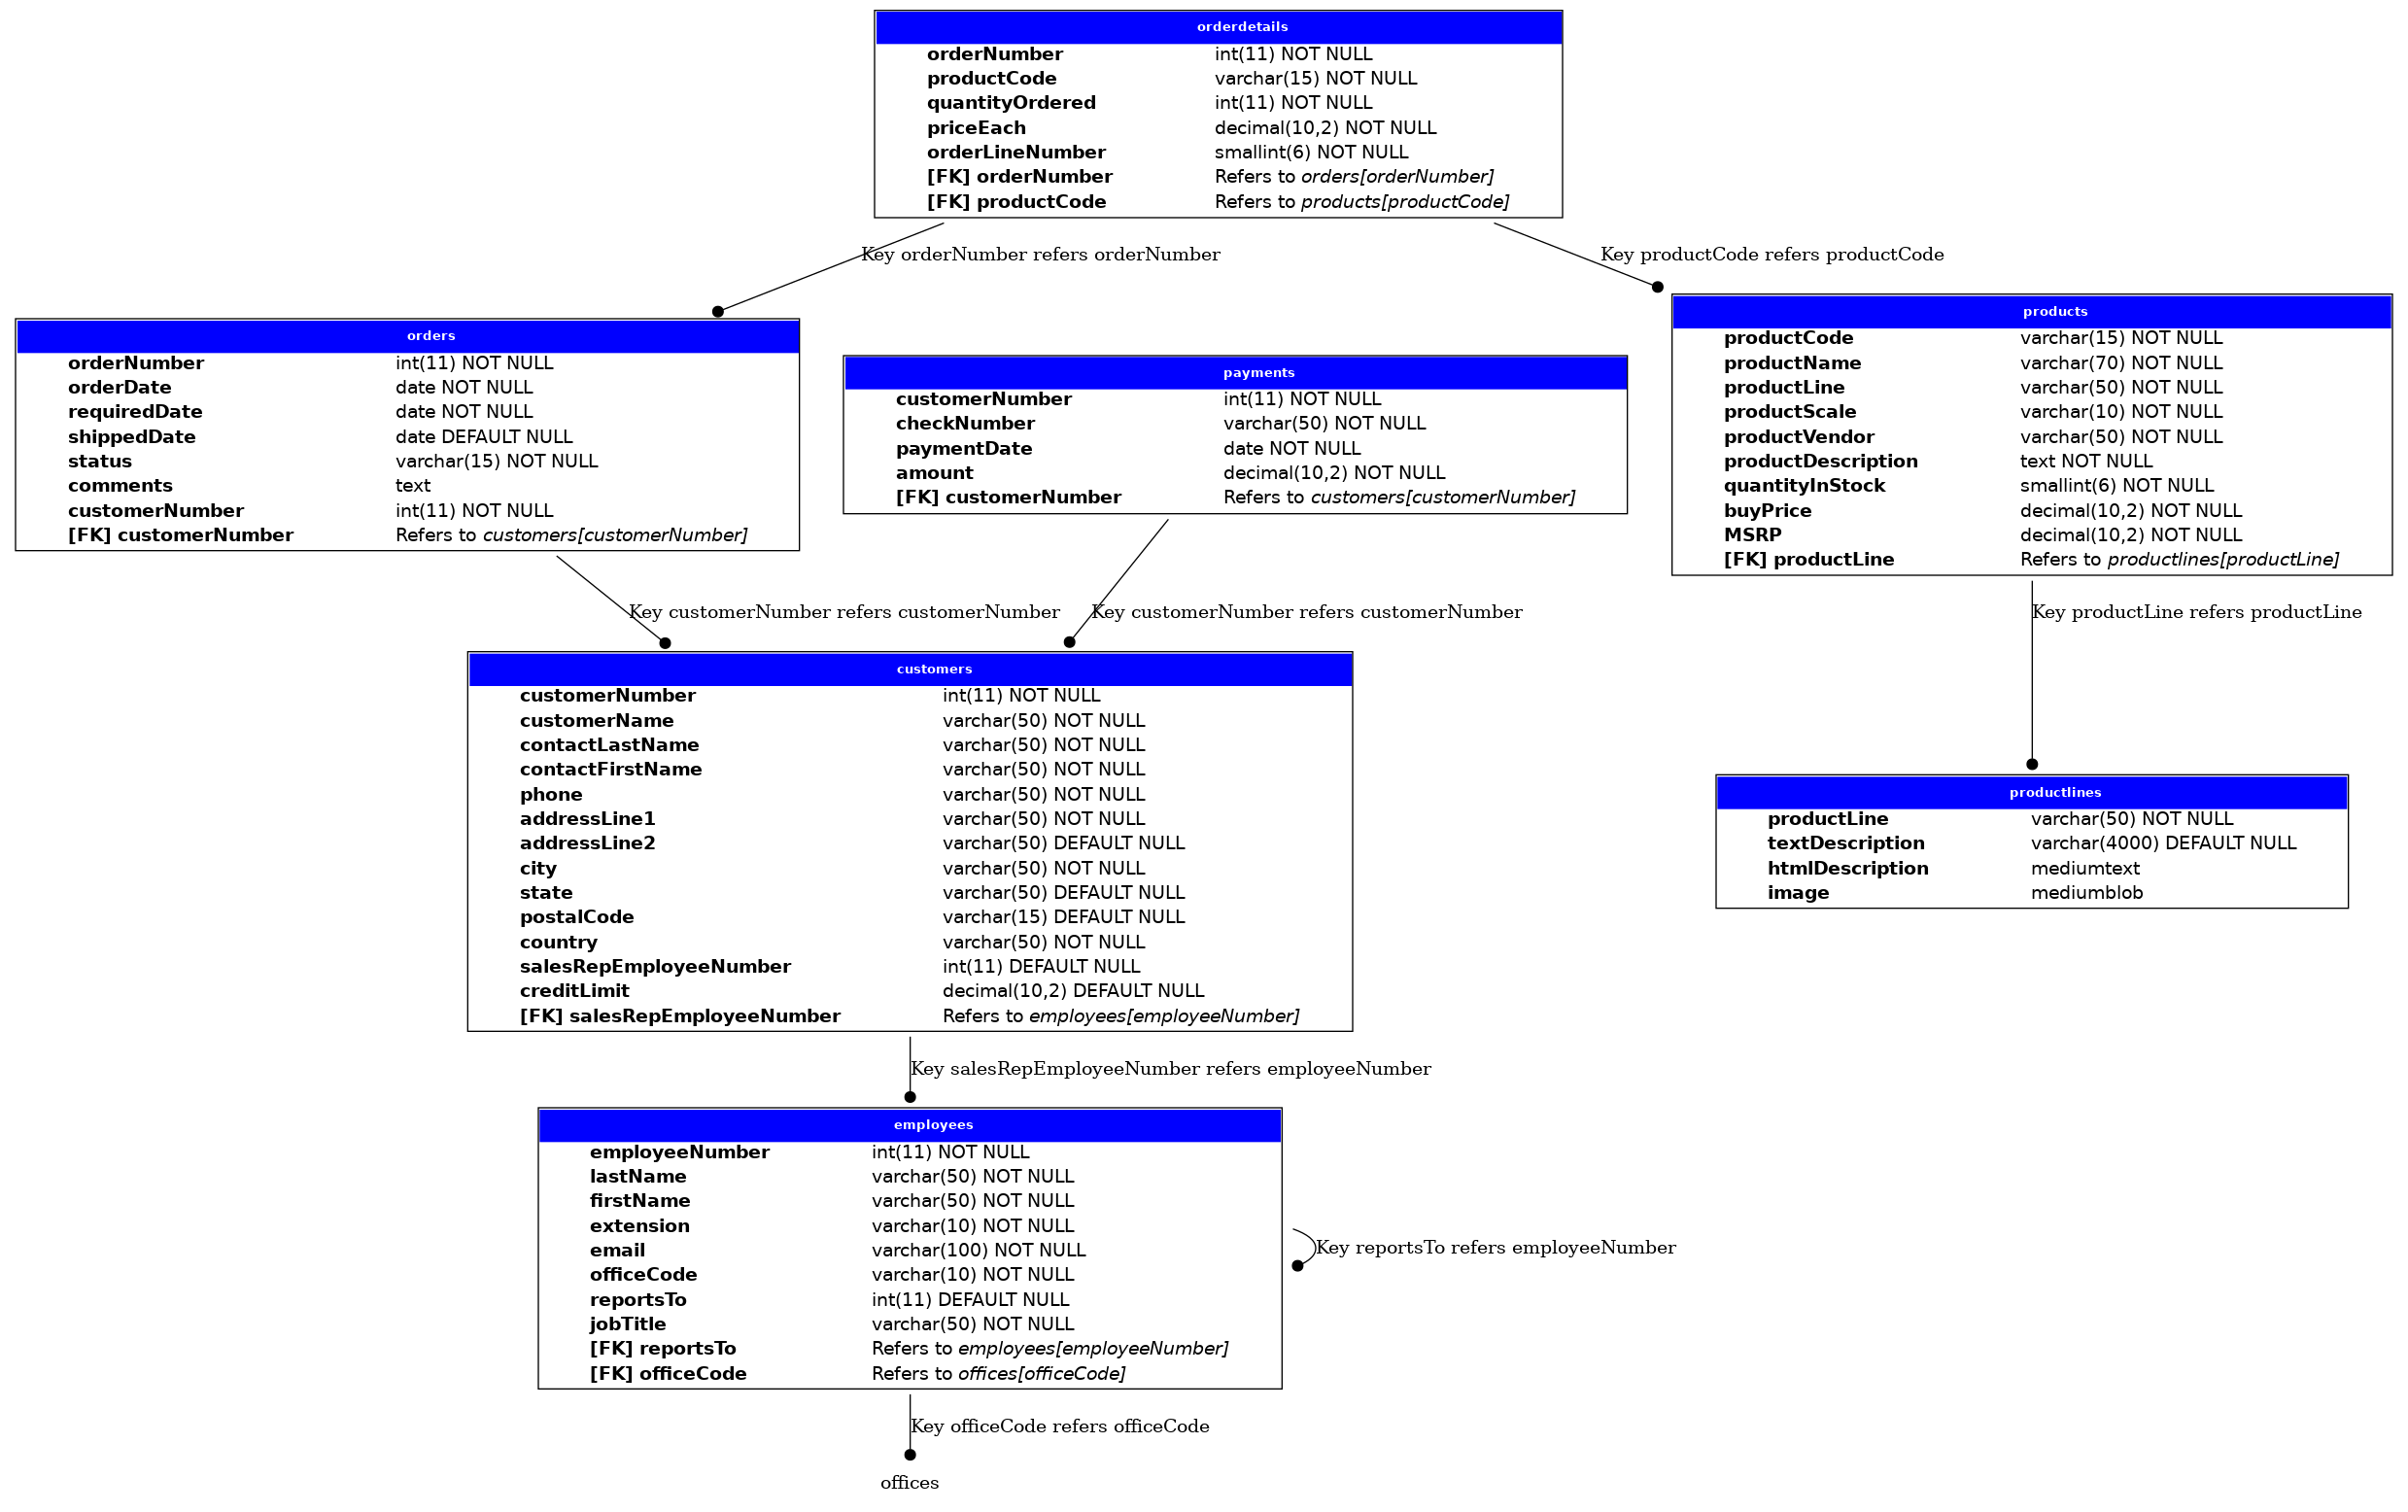 orderdetails
orderNumber int(11) NOT NULL
productCode varchar(15) NOT NULL
quantityOrdered int(11) NOT NULL
priceEach decimal(10,2) NOT NULL
orderLineNumber smallint(6) NOT NULL
[FK] orderNumber Refers to orders[orderNumber]
[FK] productCode Refers to products[productCode]
Key orderNumber refers orderNumber
Key productCode refers productCode
orders
orderNumber int(11) NOT NULL
orderDate date NOT NULL
requiredDate date NOT NULL
shippedDate date DEFAULT NULL
status varchar(15) NOT NULL
comments text
customerNumber int(11) NOT NULL
[FK] customerNumber Refers to customers[customerNumber]
payments
customerNumber int(11) NOT NULL
checkNumber varchar(50) NOT NULL
paymentDate date NOT NULL
amount decimal(10,2) NOT NULL
[FK] customerNumber Refers to customers[customerNumber]
products
productCode varchar(15) NOT NULL
productName varchar(70) NOT NULL
productLine varchar(50) NOT NULL
productScale varchar(10) NOT NULL
productVendor varchar(50) NOT NULL
productDescription text NOT NULL
quantityInStock smallint(6) NOT NULL
buyPrice decimal(10,2) NOT NULL
MSRP decimal(10,2) NOT NULL
[FK] productLine Refers to productlines[productLine]
Key customerNumber refers customerNumber
Key customerNumber refers customerNumber
Key productLine refers productLine
customers
customerNumber int(11) NOT NULL
customerName varchar(50) NOT NULL
contactLastName varchar(50) NOT NULL
contactFirstName varchar(50) NOT NULL
phone varchar(50) NOT NULL
addressLine1 varchar(50) NOT NULL
addressLine2 varchar(50) DEFAULT NULL
city varchar(50) NOT NULL
state varchar(50) DEFAULT NULL
postalCode varchar(15) DEFAULT NULL
country varchar(50) NOT NULL
salesRepEmployeeNumber int(11) DEFAULT NULL
creditLimit decimal(10,2) DEFAULT NULL
[FK] salesRepEmployeeNumber Refers to employees[employeeNumber]
productlines
productLine varchar(50) NOT NULL
textDescription varchar(4000) DEFAULT NULL
htmlDescription mediumtext
image mediumblob
Key salesRepEmployeeNumber refers employeeNumber
employees
employeeNumber int(11) NOT NULL
lastName varchar(50) NOT NULL
firstName varchar(50) NOT NULL
extension varchar(10) NOT NULL
email varchar(100) NOT NULL
officeCode varchar(10) NOT NULL
reportsTo int(11) DEFAULT NULL
jobTitle varchar(50) NOT NULL
[FK] reportsTo Refers to employees[employeeNumber]
[FK] officeCode Refers to offices[officeCode]
Key reportsTo refers employeeNumber
Key officeCode refers officeCode
offices